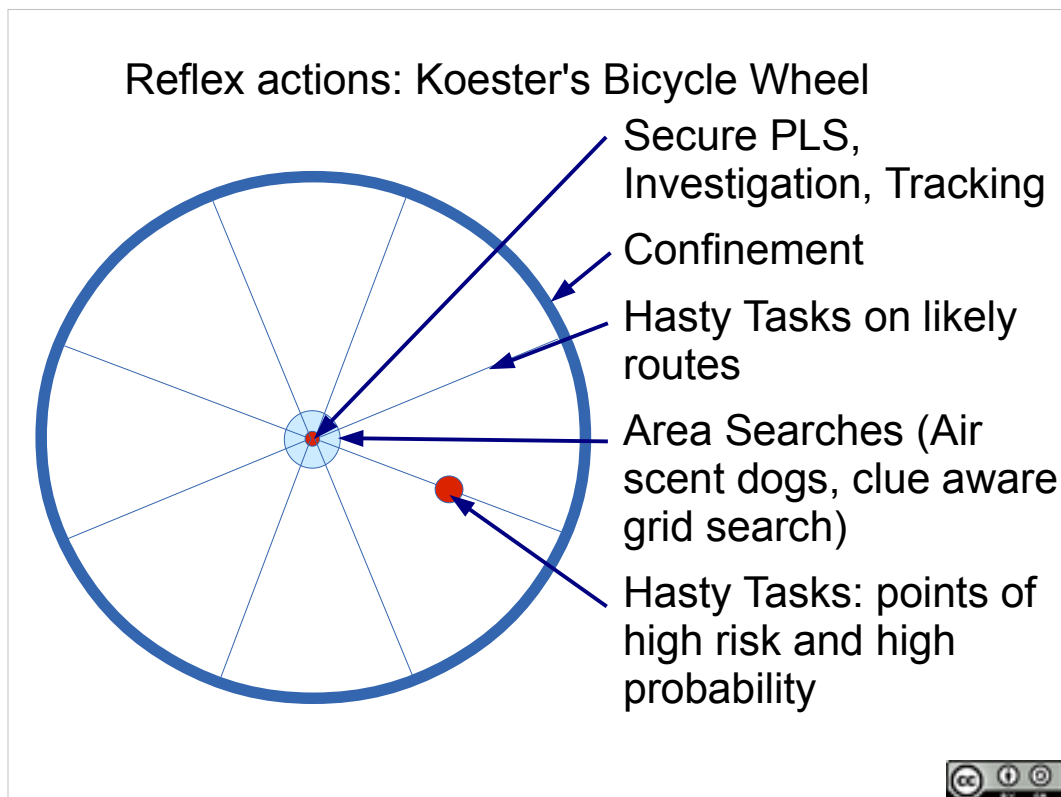 Reflex actions: Koester's Bicycle Wheel
Secure PLS,
Investigation, Tracking
Confinement
Hasty Tasks on likely
routes
Area Searches (Air
scent dogs, clue aware
grid search)
Hasty Tasks: points of
high risk and high
probability
cc